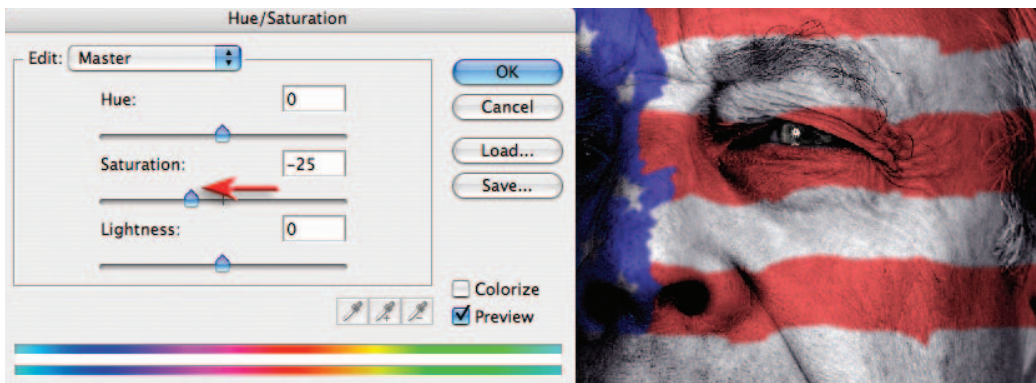 Hue/Saturation
Edit: Master
OK
Hue: 0
Cancel
Load...
Saturation: -25
Save...
Lightness: 0
Colorize
Preview